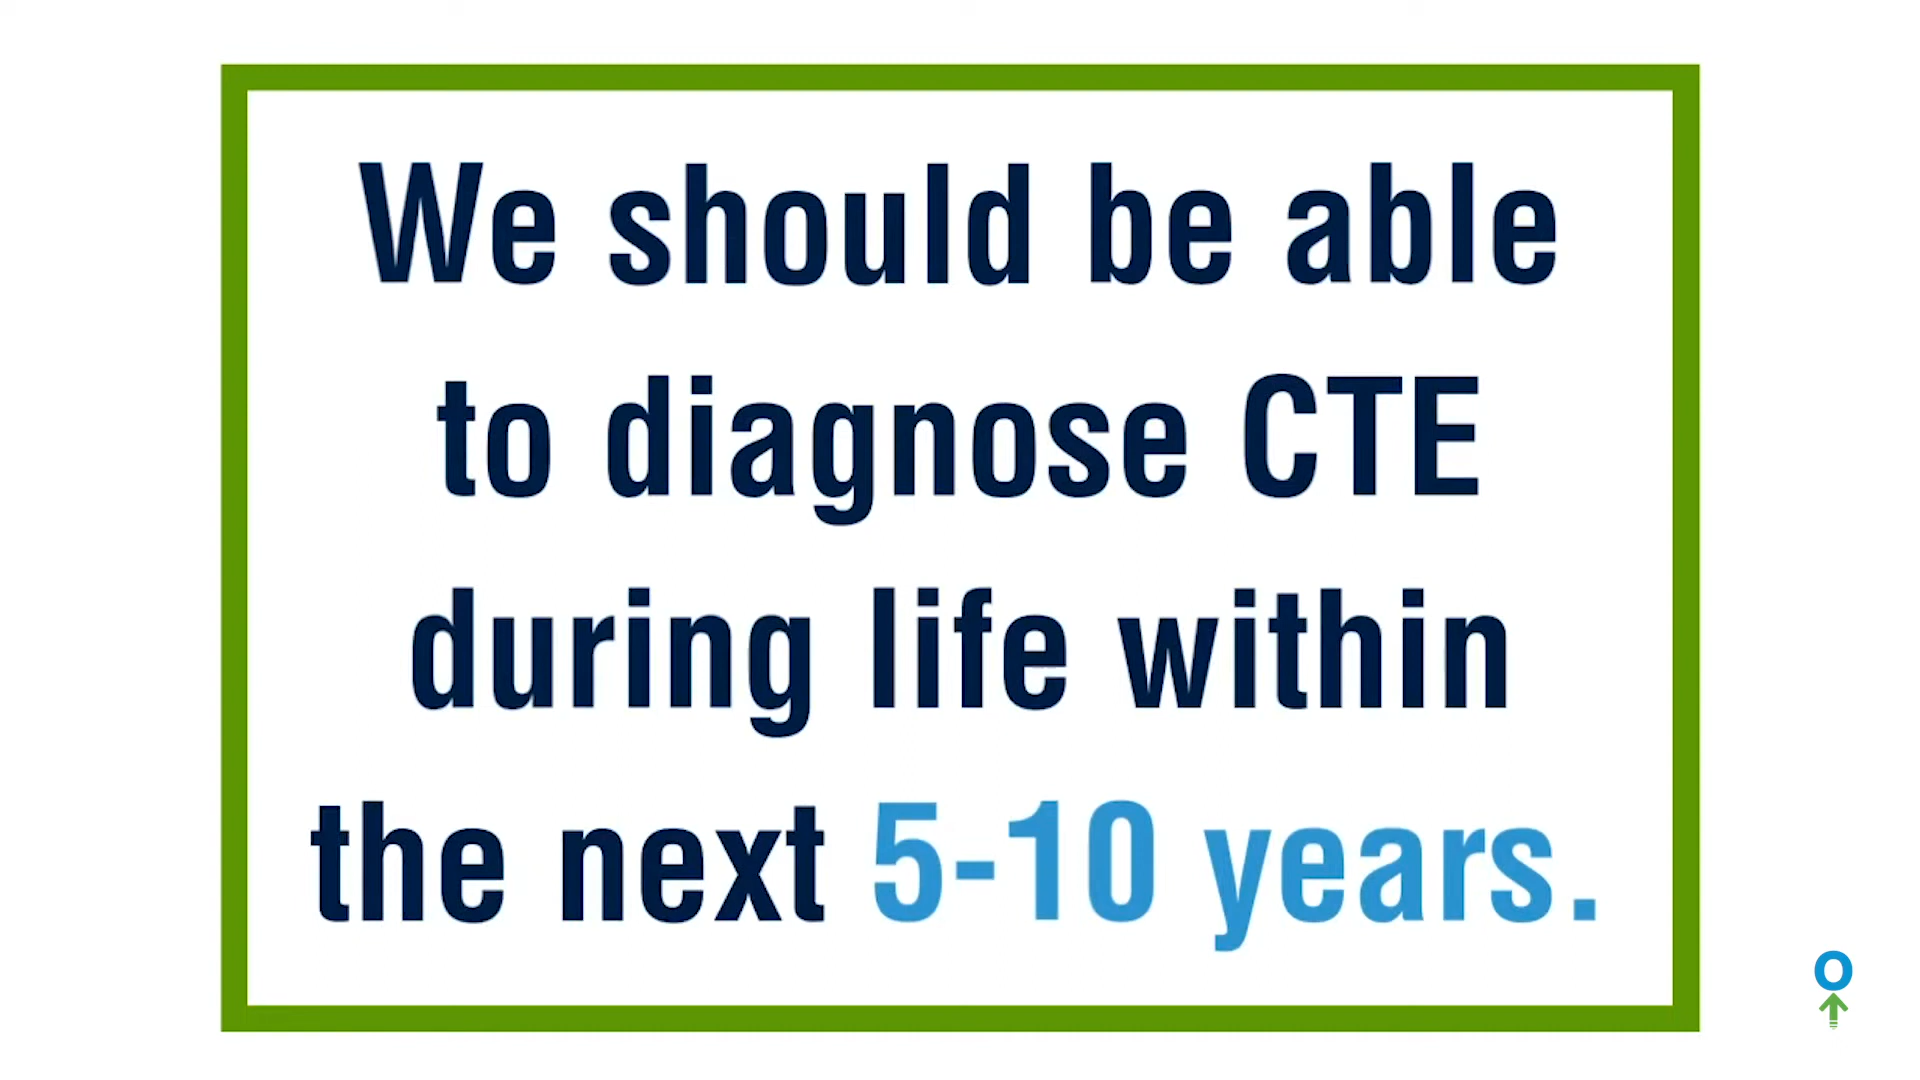 We should be able
to diagnose CTE
during life within
the next 5-10 years.
O